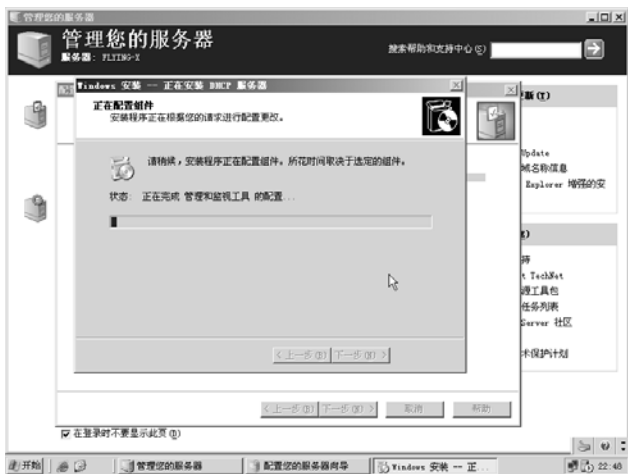 管理您的服务器
管理您的服务器
服务器: FLYING-X
搜索帮助和支持中心(S)
Windows 安装 — 正在安装 DHCP 服务器
正在配置组件
安装程序正在根据您的请求进行配置更改。
请稍候,安装程序正在配置组件。所花时间取决于选定的组件。
状态: 正在完成 管理和监视工具 的配置...
< 上一步(B) 下一步(N) >
新(T)
Update
域名称信息
Explorer 增强的安
持
t TechNet
源工具包
任务列表
Server 社区
术保护计划
< 上一步(B) 下一步(N) > 取消 帮助
在登录时不要显示此页(D)
开始 管理您的服务器 配置您的服务器向导 Windows 安装 -- 正... 22:46